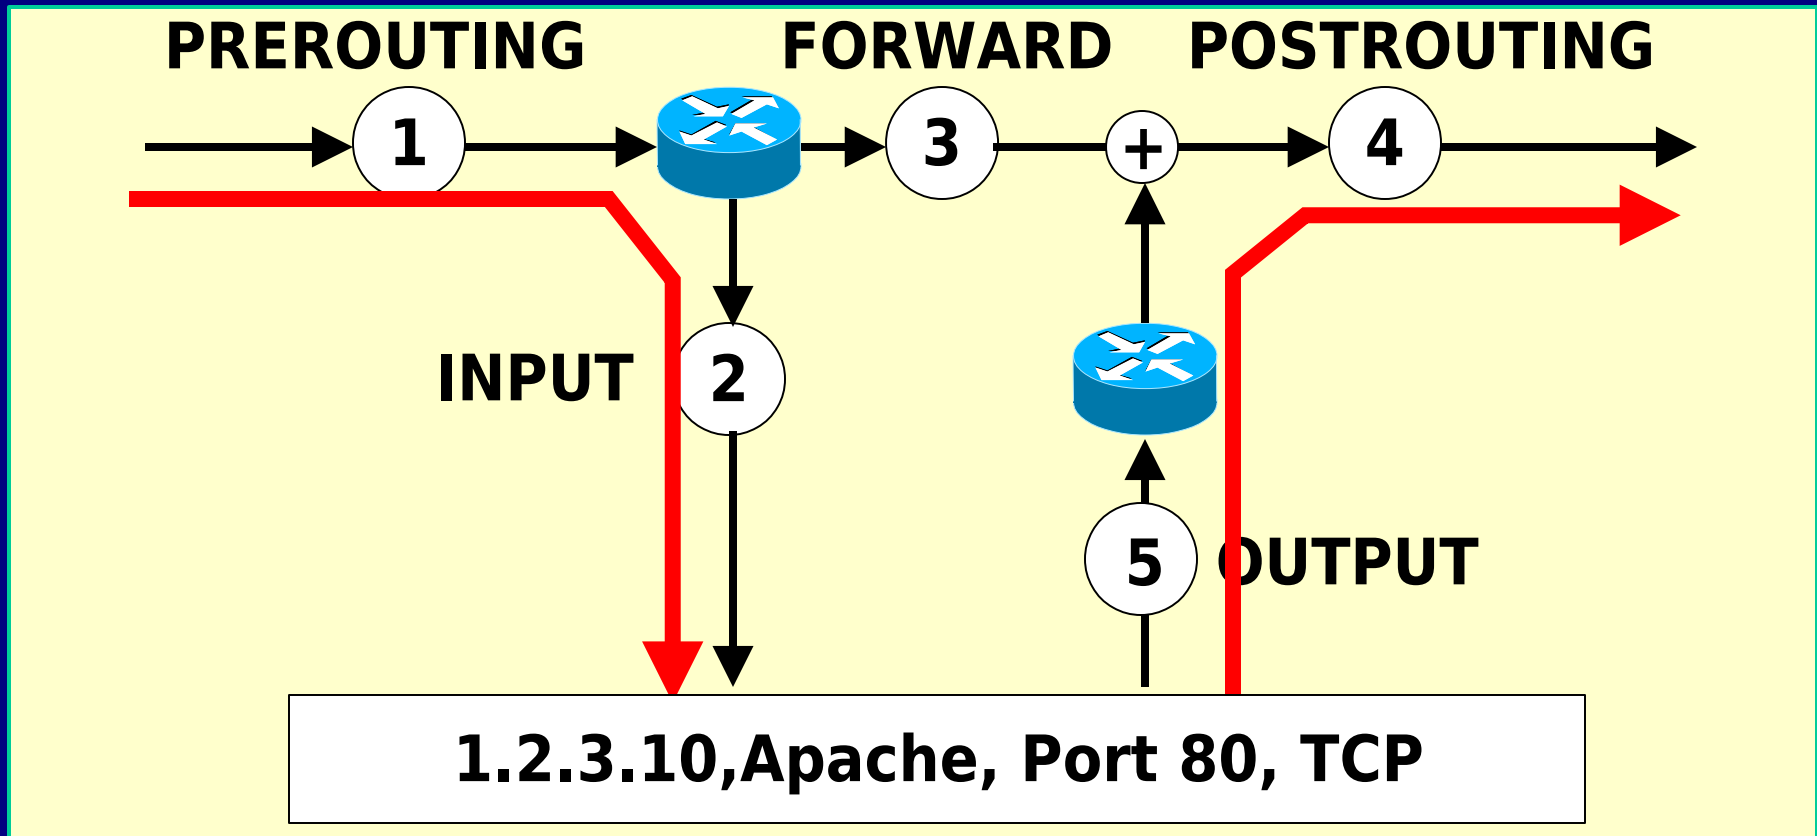 PREROUTING FORWARD POSTROUTING
1 3 + 4
INPUT 2
5 OUTPUT
1.2.3.10,Apache, Port 80, TCP